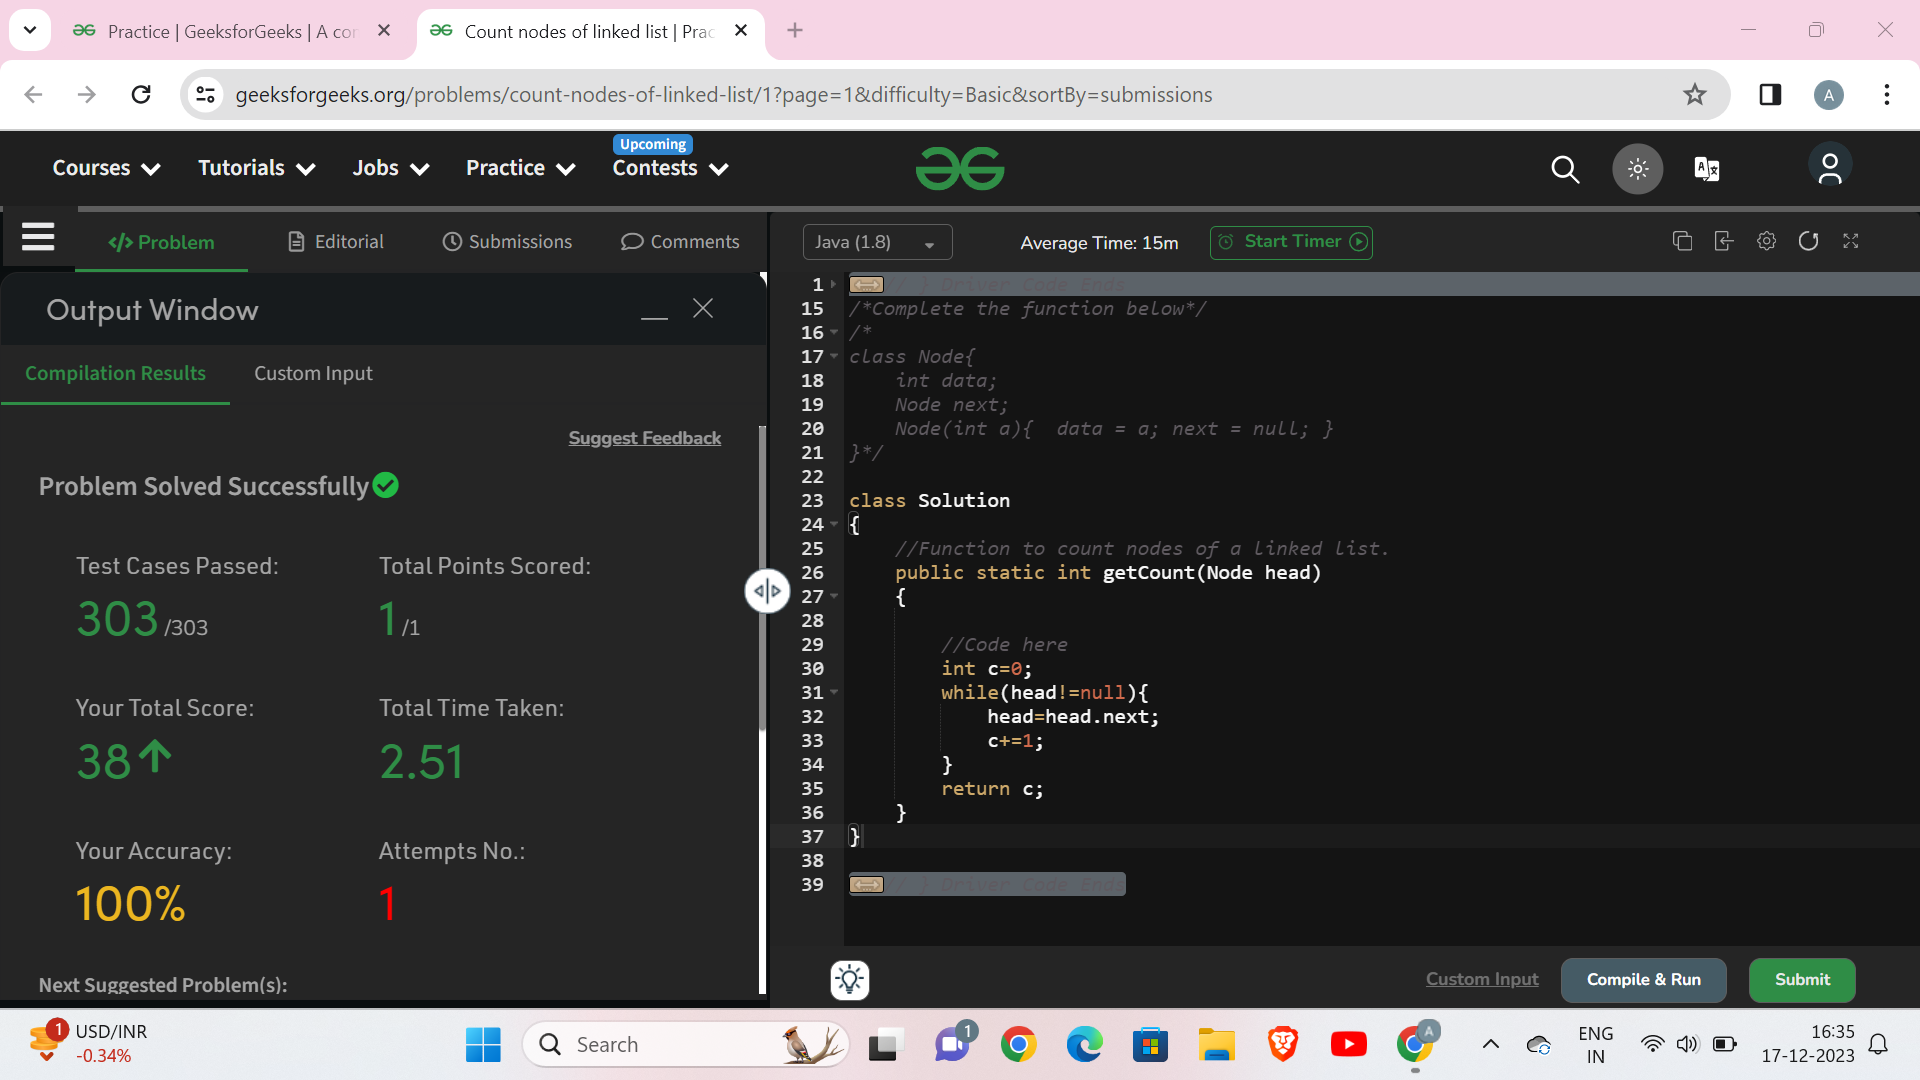 Practice | GeeksforGeeks | A co
Count nodes of linked list | Prac
geeksforgeeks.org/problems/count-nodes-of-linked-list/1?page=1&difficulty=Basic&sortBy=submissions
A
Upcoming
Courses
Tutorials
Jobs
Practice
Contests
</> Problem
Editorial
Submissions
Comments
Java (1.8)
Average Time: 15m
Start Timer
Output Window
Compilation Results
Custom Input
Suggest Feedback
Problem Solved Successfully
Test Cases Passed:
303 /303
Total Points Scored:
1 /1
Your Total Score:
38
Total Time Taken:
2.51
Your Accuracy:
100%
Attempts No.:
1
Next Suggested Problem(s):
1 // } Driver Code Ends
15 /*Complete the function below*/
16 /*
17 class Node{
18 int data;
19 Node next;
20 Node(int a){  data = a; next = null; }
21 }*/
22
23 class Solution
24 {
25 //Function to count nodes of a linked list.
26 public static int getCount(Node head)
27 {
28
29 //Code here
30 int c=0;
31 while(head!=null){
32 head=head.next;
33 c+=1;
34 }
35 return c;
36 }
37 }
38
39 // } Driver Code Ends
Custom Input
Compile & Run
Submit
1
USD/INR
-0.34%
Search
1
A
ENG
IN
16:35
17-12-2023